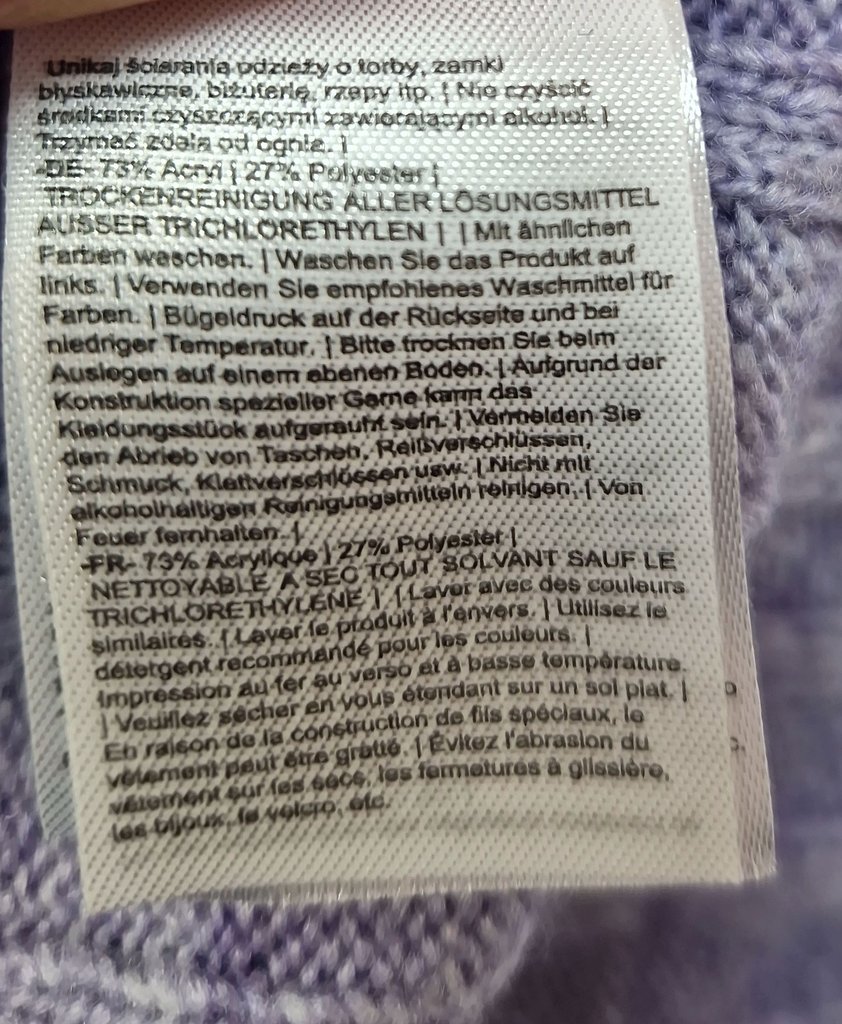 Unikaj ścierania odzieży o torby, zamki
błyskawiczne, biżuterię, rzepy itp. | Nie czyścić
środkami czyszczącymi zawierającymi alkohol. |
Trzymać zdala od ognia. |
-DE- 73% Acryl | 27% Polyester |
TROCKENREINIGUNG ALLER LÖSUNGSMITTEL
AUSSER TRICHLORETHYLEN | | Mit ähnlichen
Farben waschen. | Waschen Sie das Produkt auf
links. | Verwenden Sie empfohlenes Waschmittel für
Farben. | Bügeldruck auf der Rückseite und bei
niedriger Temperatur. | Bitte trocknen Sie beim
Auslegen auf einem ebenen Boden. | Aufgrund der
Konstruktion spezieller Garne kann das
Kleidungsstück aufgerauht sein. | Vermeiden Sie
den Abrieb von Taschen, Reißverschlüssen,
Schmuck, Klettverschlüssen usw. | Nicht mit
alkoholhaltigen Reinigungsmitteln reinigen. | Von
Feuer fernhalten. |
-FR- 73% Acrylique | 27% Polyester |
NETTOYABLE A SEC TOUT SOLVANT SAUF LE
TRICHLORETHYLENE | | Laver avec des couleurs
similaires. | Laver le produit à l'envers. | Utilisez le
détergent recommandé pour les couleurs. |
Impression au fer au verso et à basse température.
| Veuillez sécher en vous étendant sur un sol plat. |
En raison de la construction de fils spéciaux, le
vêtement peut être gratté. | Évitez l'abrasion du
vêtement sur les sacs, les fermetures à glissière,
les bijoux, le velcro, etc.